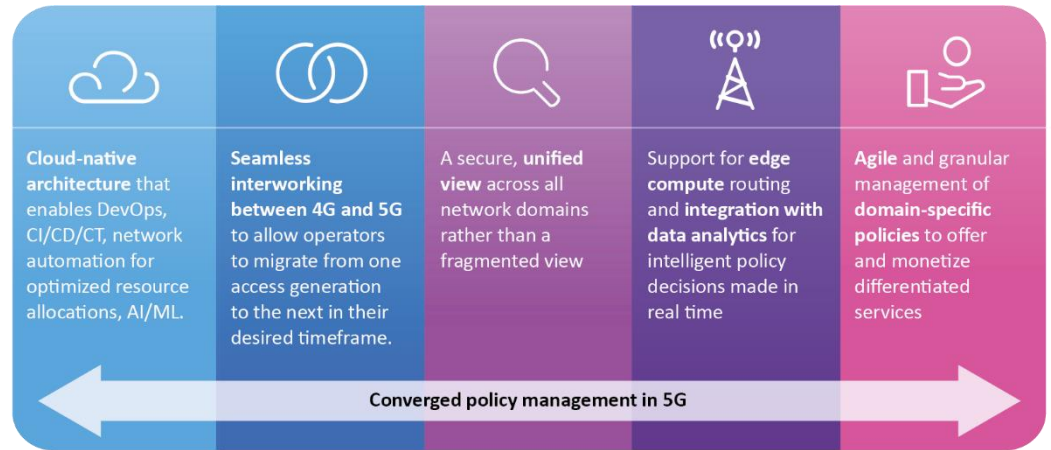 Cloud-native
architecture that
enables DevOps,
CI/CD/CT, network
automation for
optimized resource
allocations, AI/ML.
Seamless
interworking
between 4G and 5G
to allow operators
to migrate from one
access generation
to the next in their
desired timeframe.
A secure, unified
view across all
network domains
rather than a
fragmented view
Support for edge
compute routing
and integration with
data analytics for
intelligent policy
decisions made in
real time
Agile and granular
management of
domain-specific
policies to offer
and monetize
differentiated
services
Converged policy management in 5G